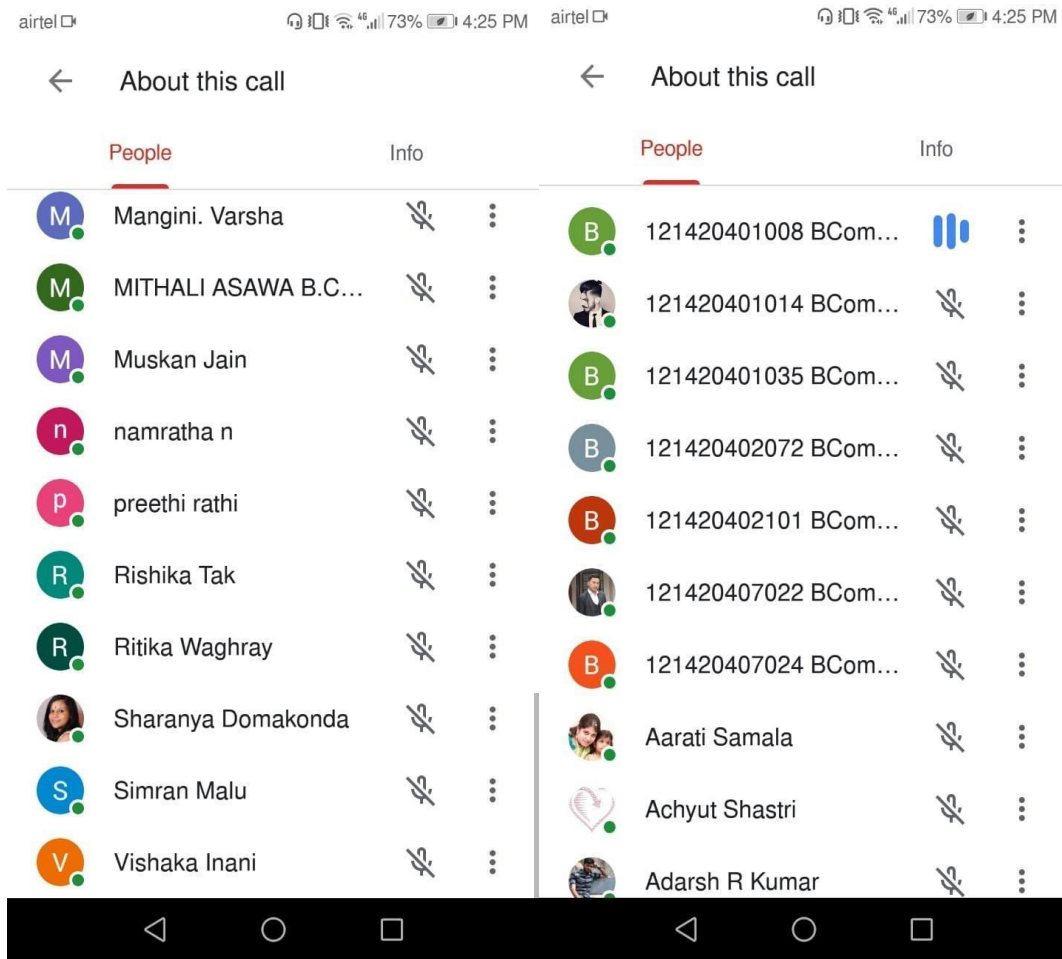 airtel 4G 73% 4:25 PM
About this call
People Info
M Mangini. Varsha
M MITHALI ASAWA B.C...
M Muskan Jain
n namratha n
p preethi rathi
R Rishika Tak
R Ritika Waghray
Sharanya Domakonda
S Simran Malu
V Vishaka Inani
airtel 4G 73% 4:25 PM
About this call
People Info
B 121420401008 BCom...
121420401014 BCom...
B 121420401035 BCom...
B 121420402072 BCom...
B 121420402101 BCom...
121420407022 BCom...
B 121420407024 BCom...
Aarati Samala
Achyut Shastri
Adarsh R Kumar